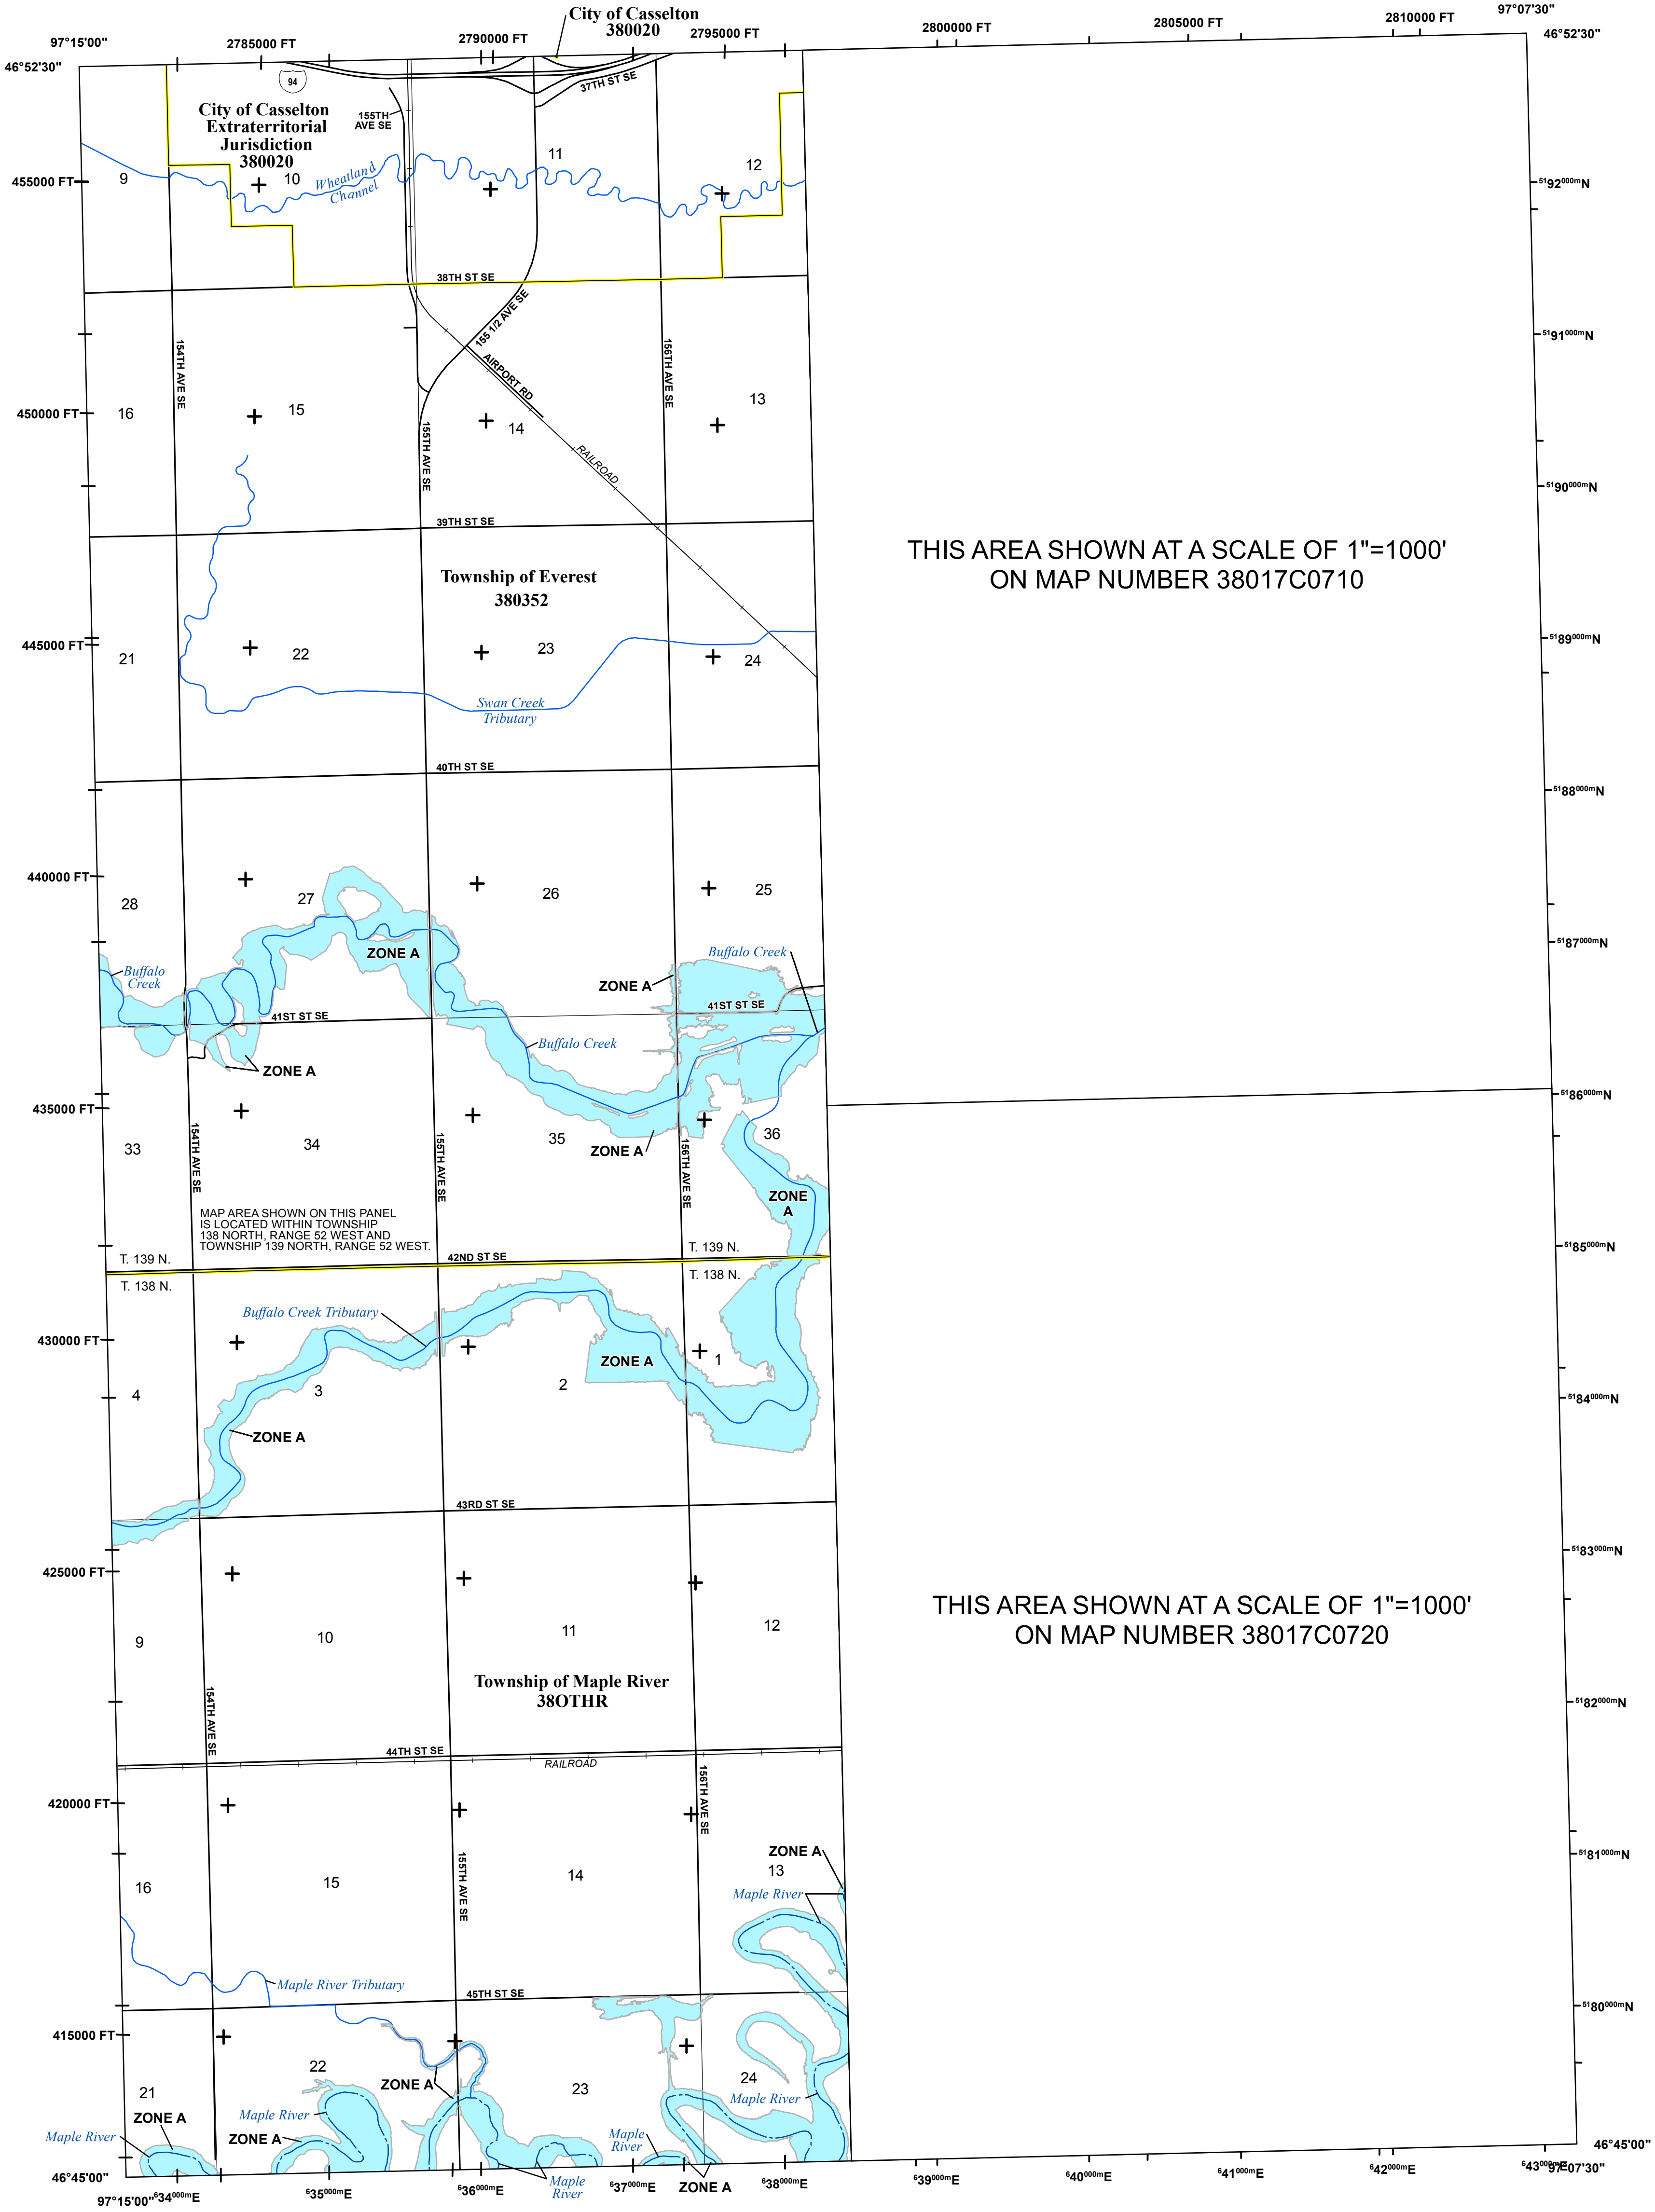 City of Casselton
380020
97°15'00"
2785000 FT
2790000 FT
2795000 FT
2800000 FT
2805000 FT
2810000 FT
97°07'30"
46°52'30"
46°52'30"
94
37TH ST SE
City of Casselton
Extraterritorial
Jurisdiction
380020
155TH
AVE SE
9
10
Wheatland
Channel
11
12
455000 FT
5192000mN
38TH ST SE
155 1/2 AVE SE
AIRPORT RD
154TH AVE SE
156TH AVE SE
5191000mN
450000 FT
16
15
14
13
155TH AVE SE
RAILROAD
5190000mN
39TH ST SE
THIS AREA SHOWN AT A SCALE OF 1"=1000'
ON MAP NUMBER 38017C0710
Township of Everest
380352
445000 FT
21
22
23
24
5189000mN
Swan Creek
Tributary
40TH ST SE
5188000mN
440000 FT
28
27
26
25
ZONE A
Buffalo Creek
5187000mN
Buffalo
Creek
ZONE A
41ST ST SE
41ST ST SE
Buffalo Creek
ZONE A
5186000mN
435000 FT
33
34
35
36
ZONE A
154TH AVE SE
155TH AVE SE
156TH AVE SE
ZONE
A
MAP AREA SHOWN ON THIS PANEL
IS LOCATED WITHIN TOWNSHIP
138 NORTH, RANGE 52 WEST AND
TOWNSHIP 139 NORTH, RANGE 52 WEST.
T. 139 N.
42ND ST SE
T. 139 N.
5185000mN
T. 138 N.
T. 138 N.
Buffalo Creek Tributary
430000 FT
ZONE A
1
4
3
2
5184000mN
ZONE A
43RD ST SE
5183000mN
425000 FT
9
10
11
12
THIS AREA SHOWN AT A SCALE OF 1"=1000'
ON MAP NUMBER 38017C0720
Township of Maple River
38OTHR
154TH AVE SE
5182000mN
44TH ST SE
RAILROAD
156TH AVE SE
420000 FT
ZONE A
5181000mN
16
15
14
13
155TH AVE SE
Maple River
Maple River Tributary
45TH ST SE
5180000mN
415000 FT
21
22
23
24
ZONE A
Maple River
ZONE A
Maple River
Maple River
ZONE A
Maple
River
46°45'00"
46°45'00"
97°15'00"
634000mE
635000mE
636000mE
Maple
River
637000mE
ZONE A
638000mE
639000mE
640000mE
641000mE
642000mE
643000mE
97°07'30"